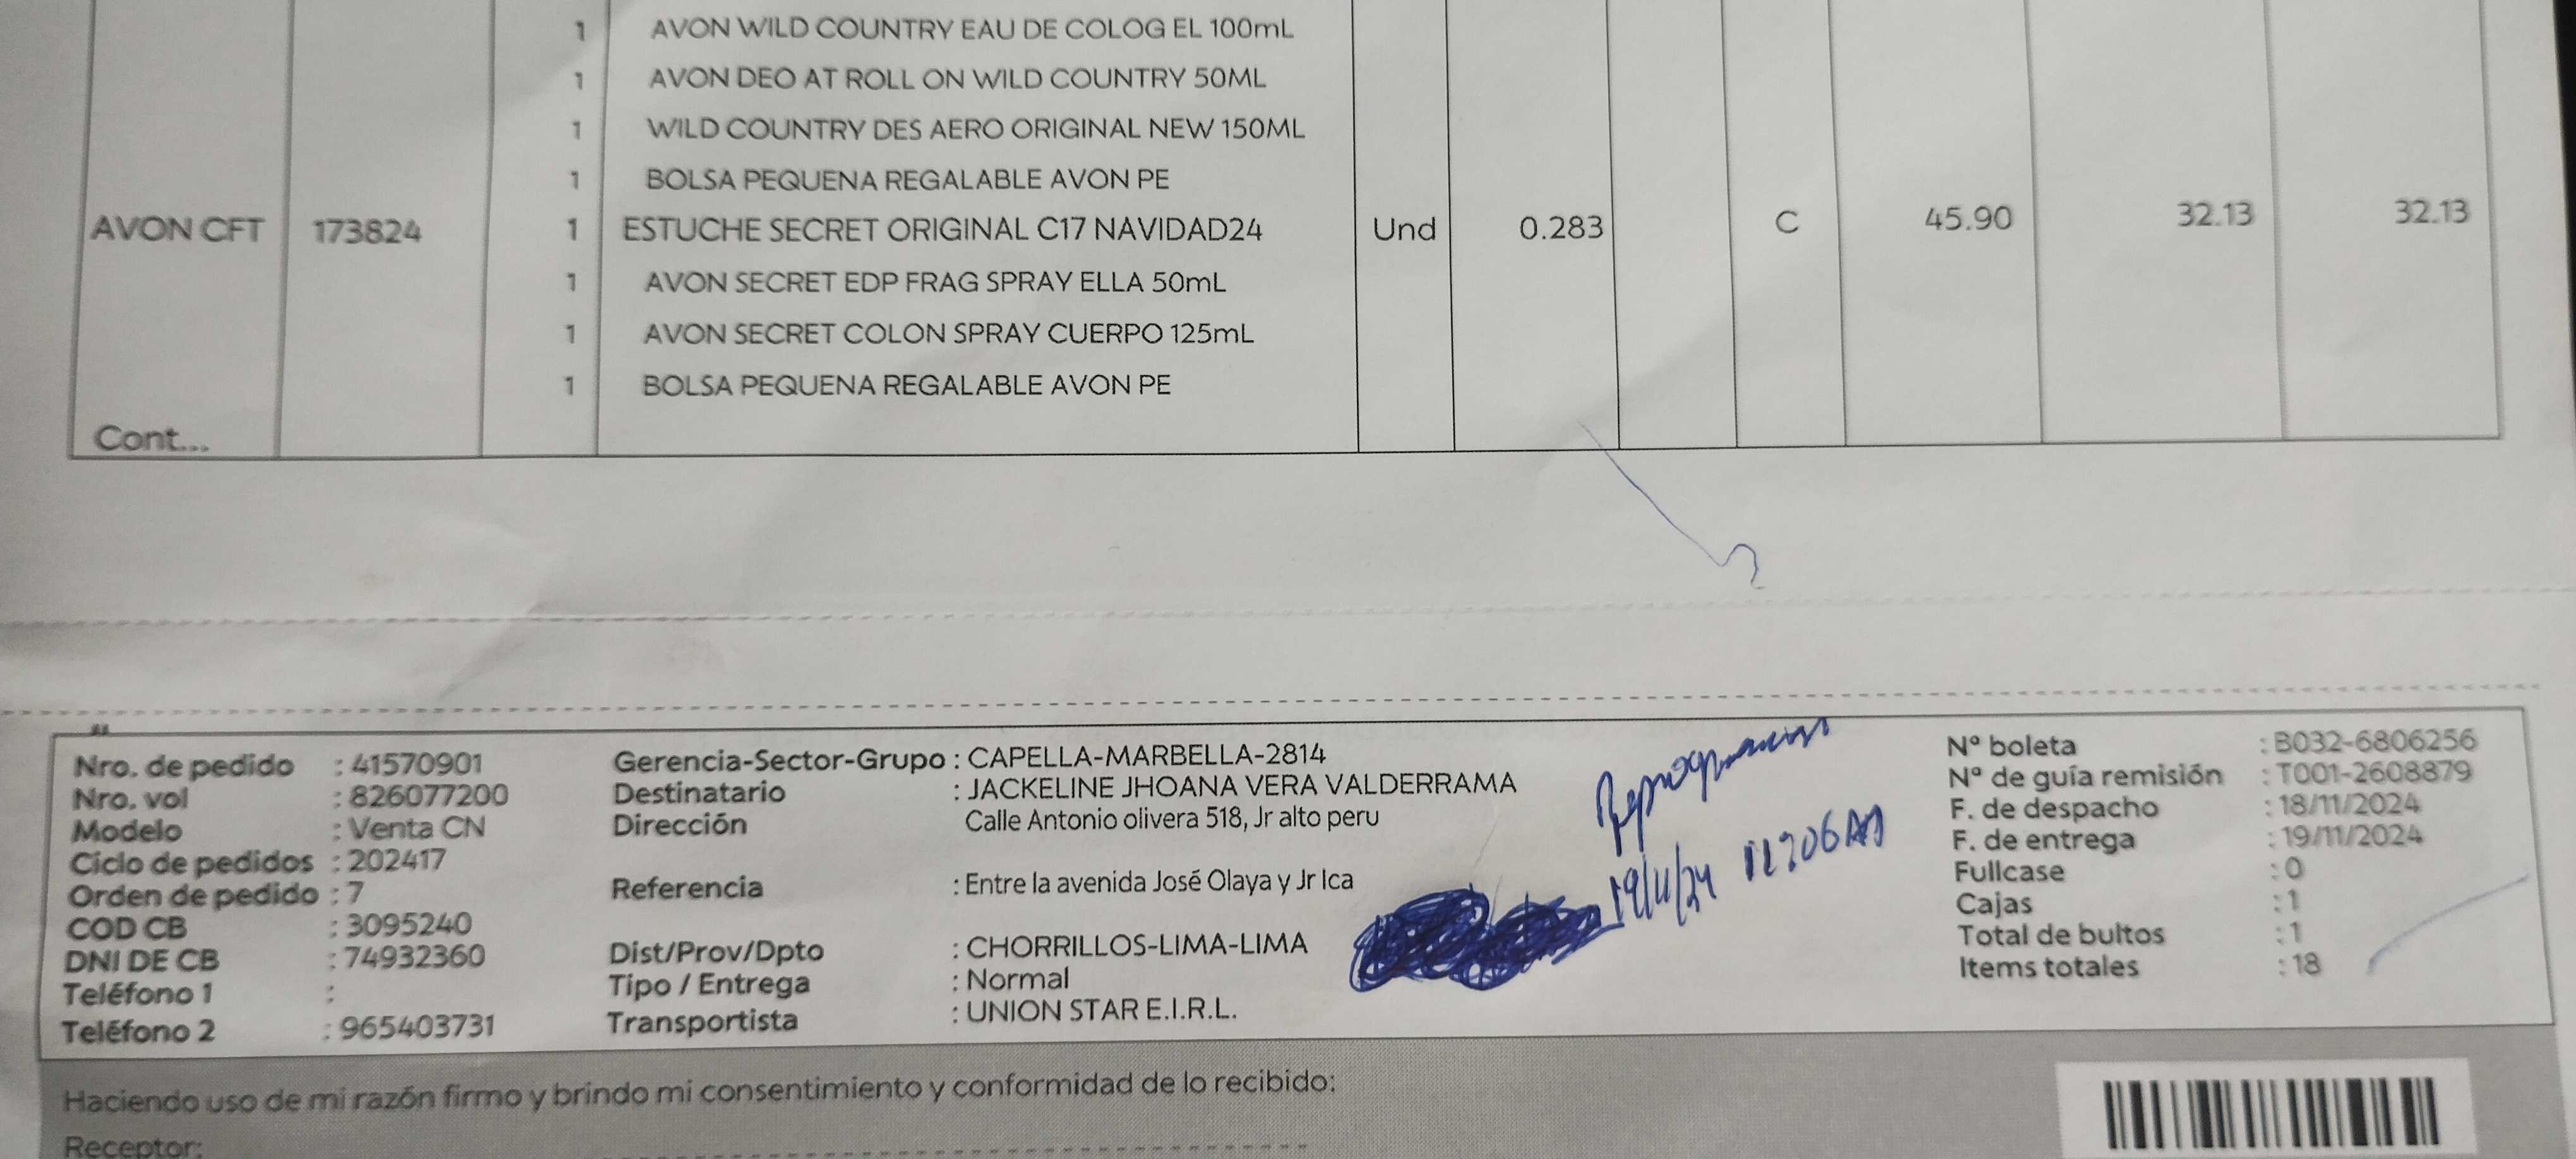 1 AVON WILD COUNTRY EAU DE COLOG EL 100mL
1 AVON DEO AT ROLL ON WILD COUNTRY 50ML
1 WILD COUNTRY DES AERO ORIGINAL NEW 150ML
1 BOLSA PEQUENA REGALABLE AVON PE
AVON CFT 173824 1 ESTUCHE SECRET ORIGINAL C17 NAVIDAD24 Und 0.283 C 45.90 32.13 32.13
1 AVON SECRET EDP FRAG SPRAY ELLA 50mL
1 AVON SECRET COLON SPRAY CUERPO 125mL
1 BOLSA PEQUENA REGALABLE AVON PE
Cont...
Nro. de pedido : 41570901
Nro. vol : 826077200
Modelo : Venta CN
Ciclo de pedidos : 202417
Orden de pedido : 7
COD CB : 3095240
DNI DE CB : 74932360
Teléfono 1 :
Teléfono 2 : 965403731
Gerencia-Sector-Grupo : CAPELLA-MARBELLA-2814
Destinatario : JACKELINE JHOANA VERA VALDERRAMA
Dirección Calle Antonio olivera 518, Jr alto peru
Referencia : Entre la avenida José Olaya y Jr Ica
Dist/Prov/Dpto : CHORRILLOS-LIMA-LIMA
Tipo / Entrega : Normal
Transportista : UNION STAR E.I.R.L.
19/11/24
N° boleta : B032-6806256
N° de guía remisión : T001-2608879
F. de despacho : 18/11/2024
F. de entrega : 19/11/2024
Fullcase : 0
Cajas : 1
Total de bultos : 1
Items totales : 18
Haciendo uso de mi razón firmo y brindo mi consentimiento y conformidad de lo recibido:
Receptor: